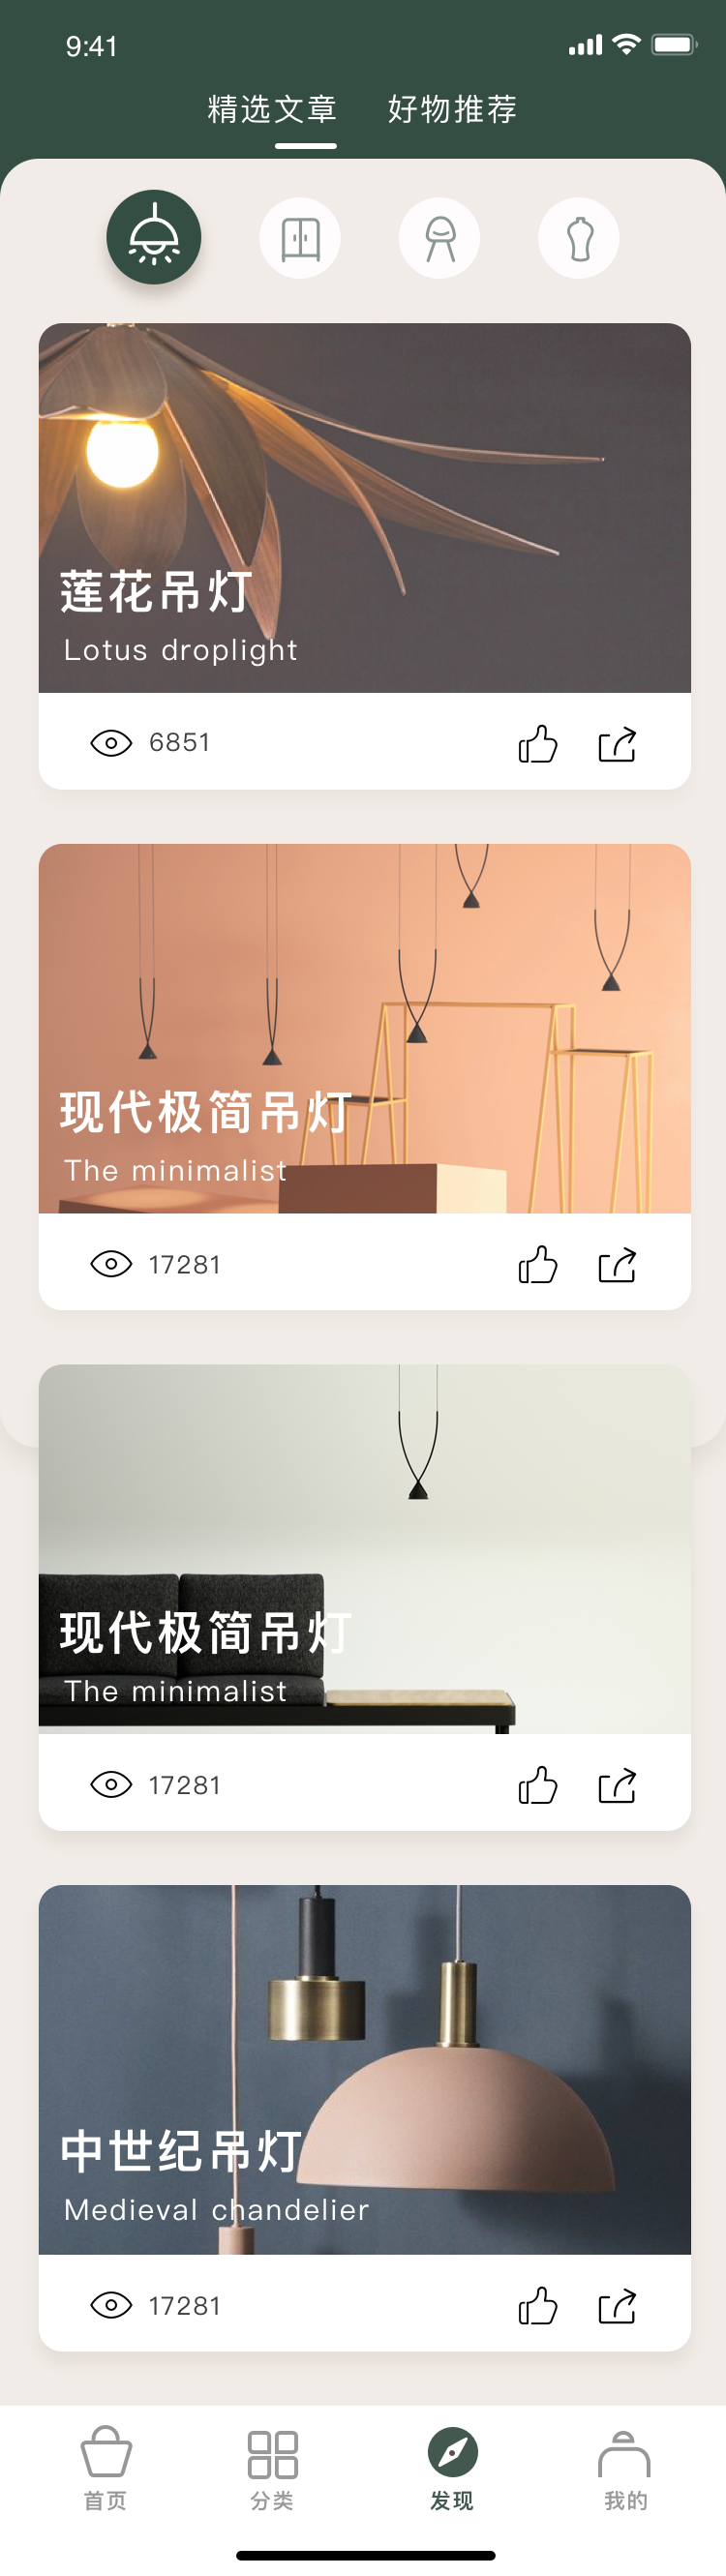 9:41
精选文章 好物推荐
莲花吊灯
Lotus droplight
6851
现代极简吊灯
The minimalist
17281
现代极简吊灯
The minimalist
17281
中世纪吊灯
Medieval chandelier
17281
首页 分类 发现 我的